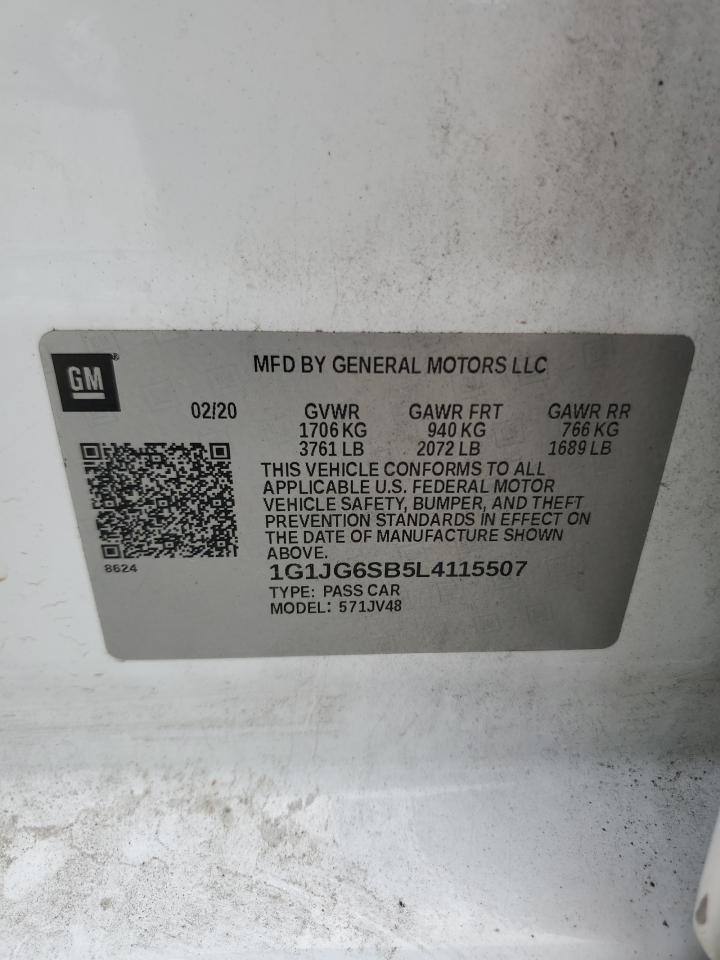 GM
MFD BY GENERAL MOTORS LLC
02/20 GVWR GAWR FRT GAWR RR
1706 KG 940 KG 766 KG
3761 LB 2072 LB 1689 LB
THIS VEHICLE CONFORMS TO ALL
APPLICABLE U.S. FEDERAL MOTOR
VEHICLE SAFETY, BUMPER, AND THEFT
PREVENTION STANDARDS IN EFFECT ON
THE DATE OF MANUFACTURE SHOWN
ABOVE.
8624
1G1JG6SB5L4115507
TYPE: PASS CAR
MODEL: 571JV48